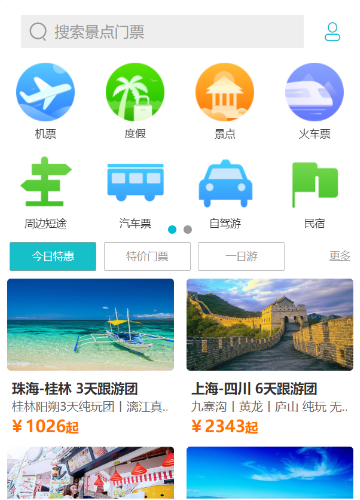 搜索景点门票
机票 度假 景点 火车票
周边短途 汽车票 自驾游 民宿
今日特惠 特价门票 一日游 更多
珠海-桂林 3天跟游团
桂林阳朔3天纯玩团丨漓江真..
¥1026起
上海-四川 6天跟团
九寨沟丨黄龙丨庐山 纯玩 无..
¥2343起